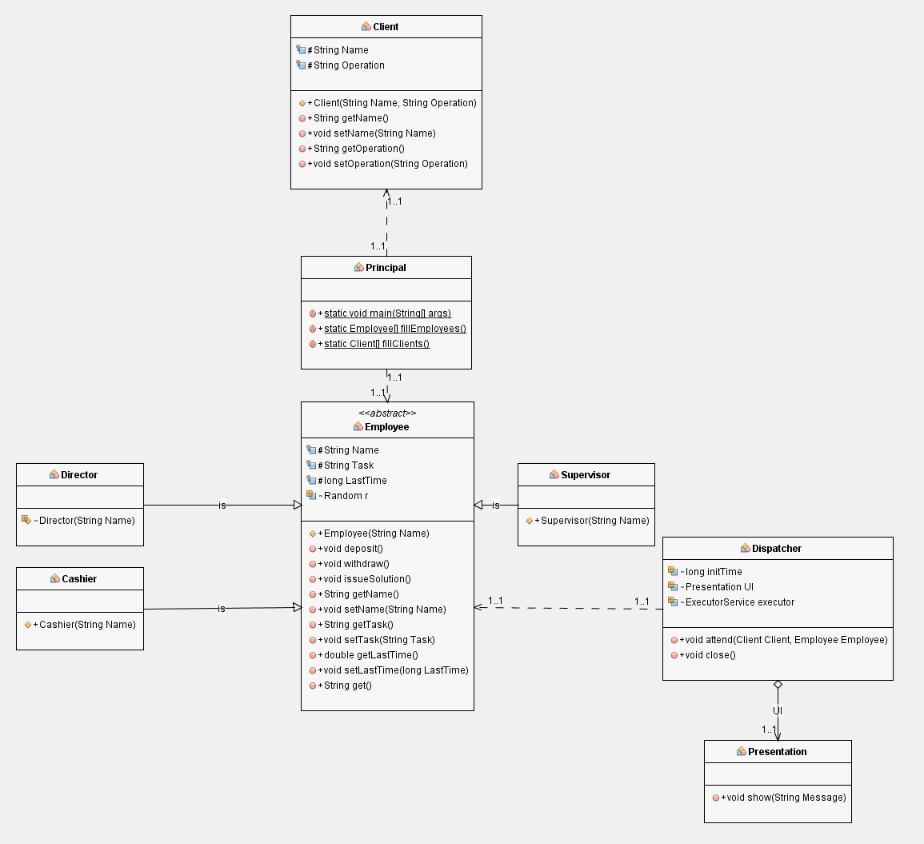 Client
#String Name
#String Operation
+Client(String Name, String Operation)
+String getName()
+void setName(String Name)
+String getOperation()
+void setOperation(String Operation)
1..1
1..1
Principal
+static void main(String[] args)
+static Employee[] fillEmployees()
+static Client[] fillClients()
1..1
1..1
<<abstract>>
Employee
#String Name
#String Task
#long LastTime
~Random r
+Employee(String Name)
+void deposit()
+void withdraw()
+void issueSolution()
+String getName()
+void setName(String Name)
+String getTask()
+void setTask(String Task)
+double getLastTime()
+void setLastTime(long LastTime)
+String get()
Director
~Director(String Name)
is
Cashier
+Cashier(String Name)
is
Supervisor
+Supervisor(String Name)
is
Dispatcher
~long initTime
~Presentation UI
~ExecutorService executor
+void attend(Client Client, Employee Employee)
+void close()
1..1
1..1
UI
1..1
Presentation
+void show(String Message)